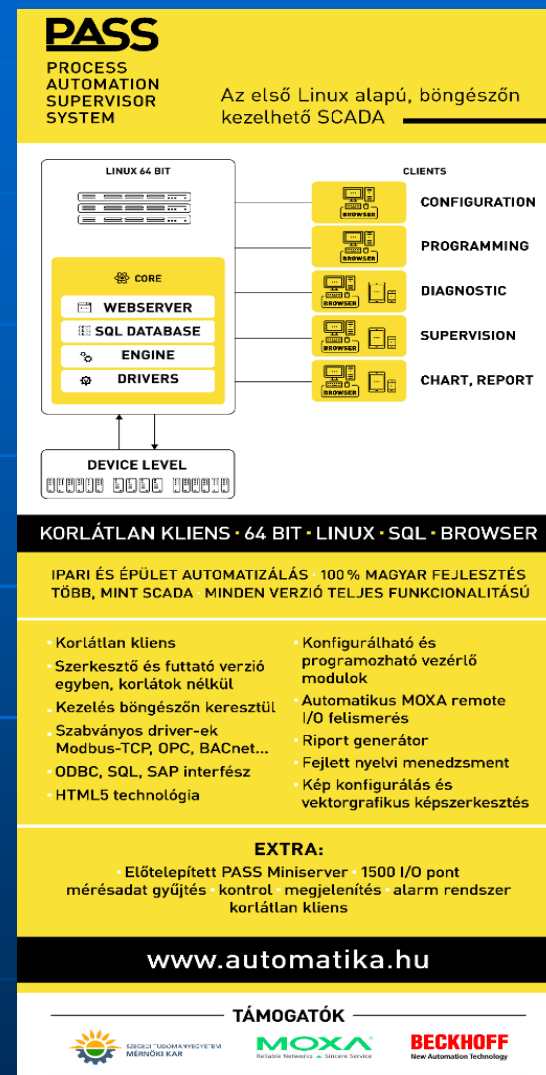 PASS
PROCESS
AUTOMATION
SUPERVISOR
SYSTEM
Az első Linux alapú, böngészőn
kezelhető SCADA
LINUX 64 BIT
CORE
WEBSERVER
SQL DATABASE
ENGINE
DRIVERS
DEVICE LEVEL
CLIENTS
BROWSER
CONFIGURATION
BROWSER
PROGRAMMING
BROWSER
DIAGNOSTIC
BROWSER
SUPERVISION
BROWSER
CHART, REPORT
KORLÁTLAN KLIENS · 64 BIT · LINUX · SQL · BROWSER
IPARI ÉS ÉPÜLET AUTOMATIZÁLÁS · 100% MAGYAR FEJLESZTÉS
TÖBB, MINT SCADA · MINDEN VERZIÓ TELJES FUNKCIONALITÁSÚ
· Korlátlan kliens
· Szerkesztő és futtató verzió
egyben, korlátok nélkül
· Kezelés böngészőn keresztül
· Szabványos driver-ek
Modbus-TCP, OPC, BACnet...
· ODBC, SQL, SAP interfész
· HTML5 technológia
· Konfigurálható és
programozható vezérlő
modulok
· Automatikus MOXA remote
I/O felismerés
· Riport generátor
· Fejlett nyelvi menedzsment
· Kép konfigurálás és
vektorgrafikus képszerkesztés
EXTRA:
· Előtelepített PASS Miniserver · 1500 I/O pont
mérésadat gyűjtés · kontrol · megjelenítés · alarm rendszer
korlátlan kliens
www.automatika.hu
TÁMOGATÓK
SZEGEDI TUDOMÁNYEGYETEM
MÉRNÖKI KAR
MOXA
Reliable Networks Sincere Service
BECKHOFF
New Automation Technology